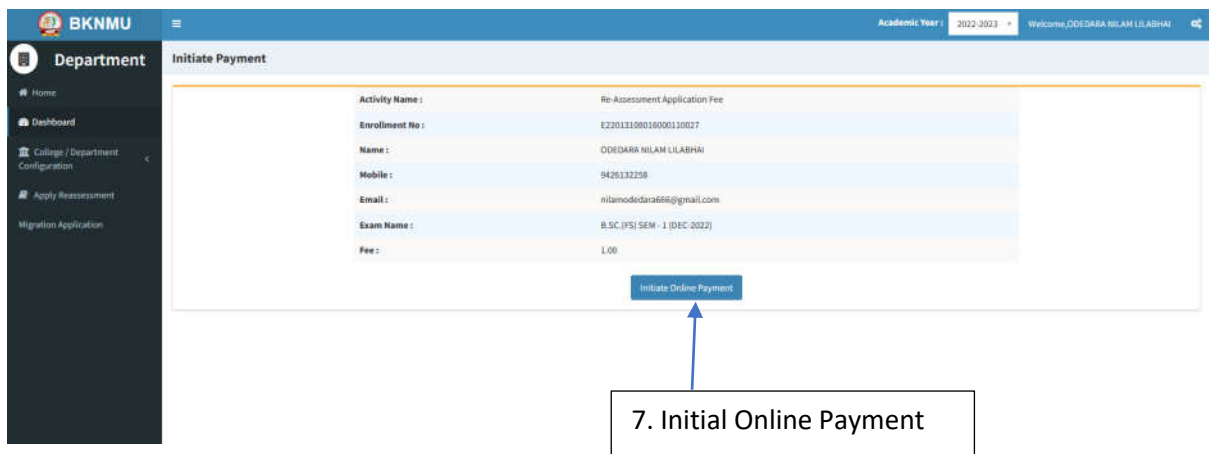 BKNMU
Academic Year : 2022-2023 Welcome,ODEDARA NILAM LILABHAI
Department
Initiate Payment
Home
Dashboard
College / Department
Configuration
Apply Reassessment
Migration Application
Activity Name : Re-Assessment Application Fee
Enrollment No : E22013108016000110027
Name : ODEDARA NILAM LILABHAI
Mobile : 9426132258
Email : nilamodedara666@gmail.com
Exam Name : B.SC.(FS) SEM - 1 (DEC-2022)
Fee : 1.00
Initiate Online Payment
7. Initial Online Payment